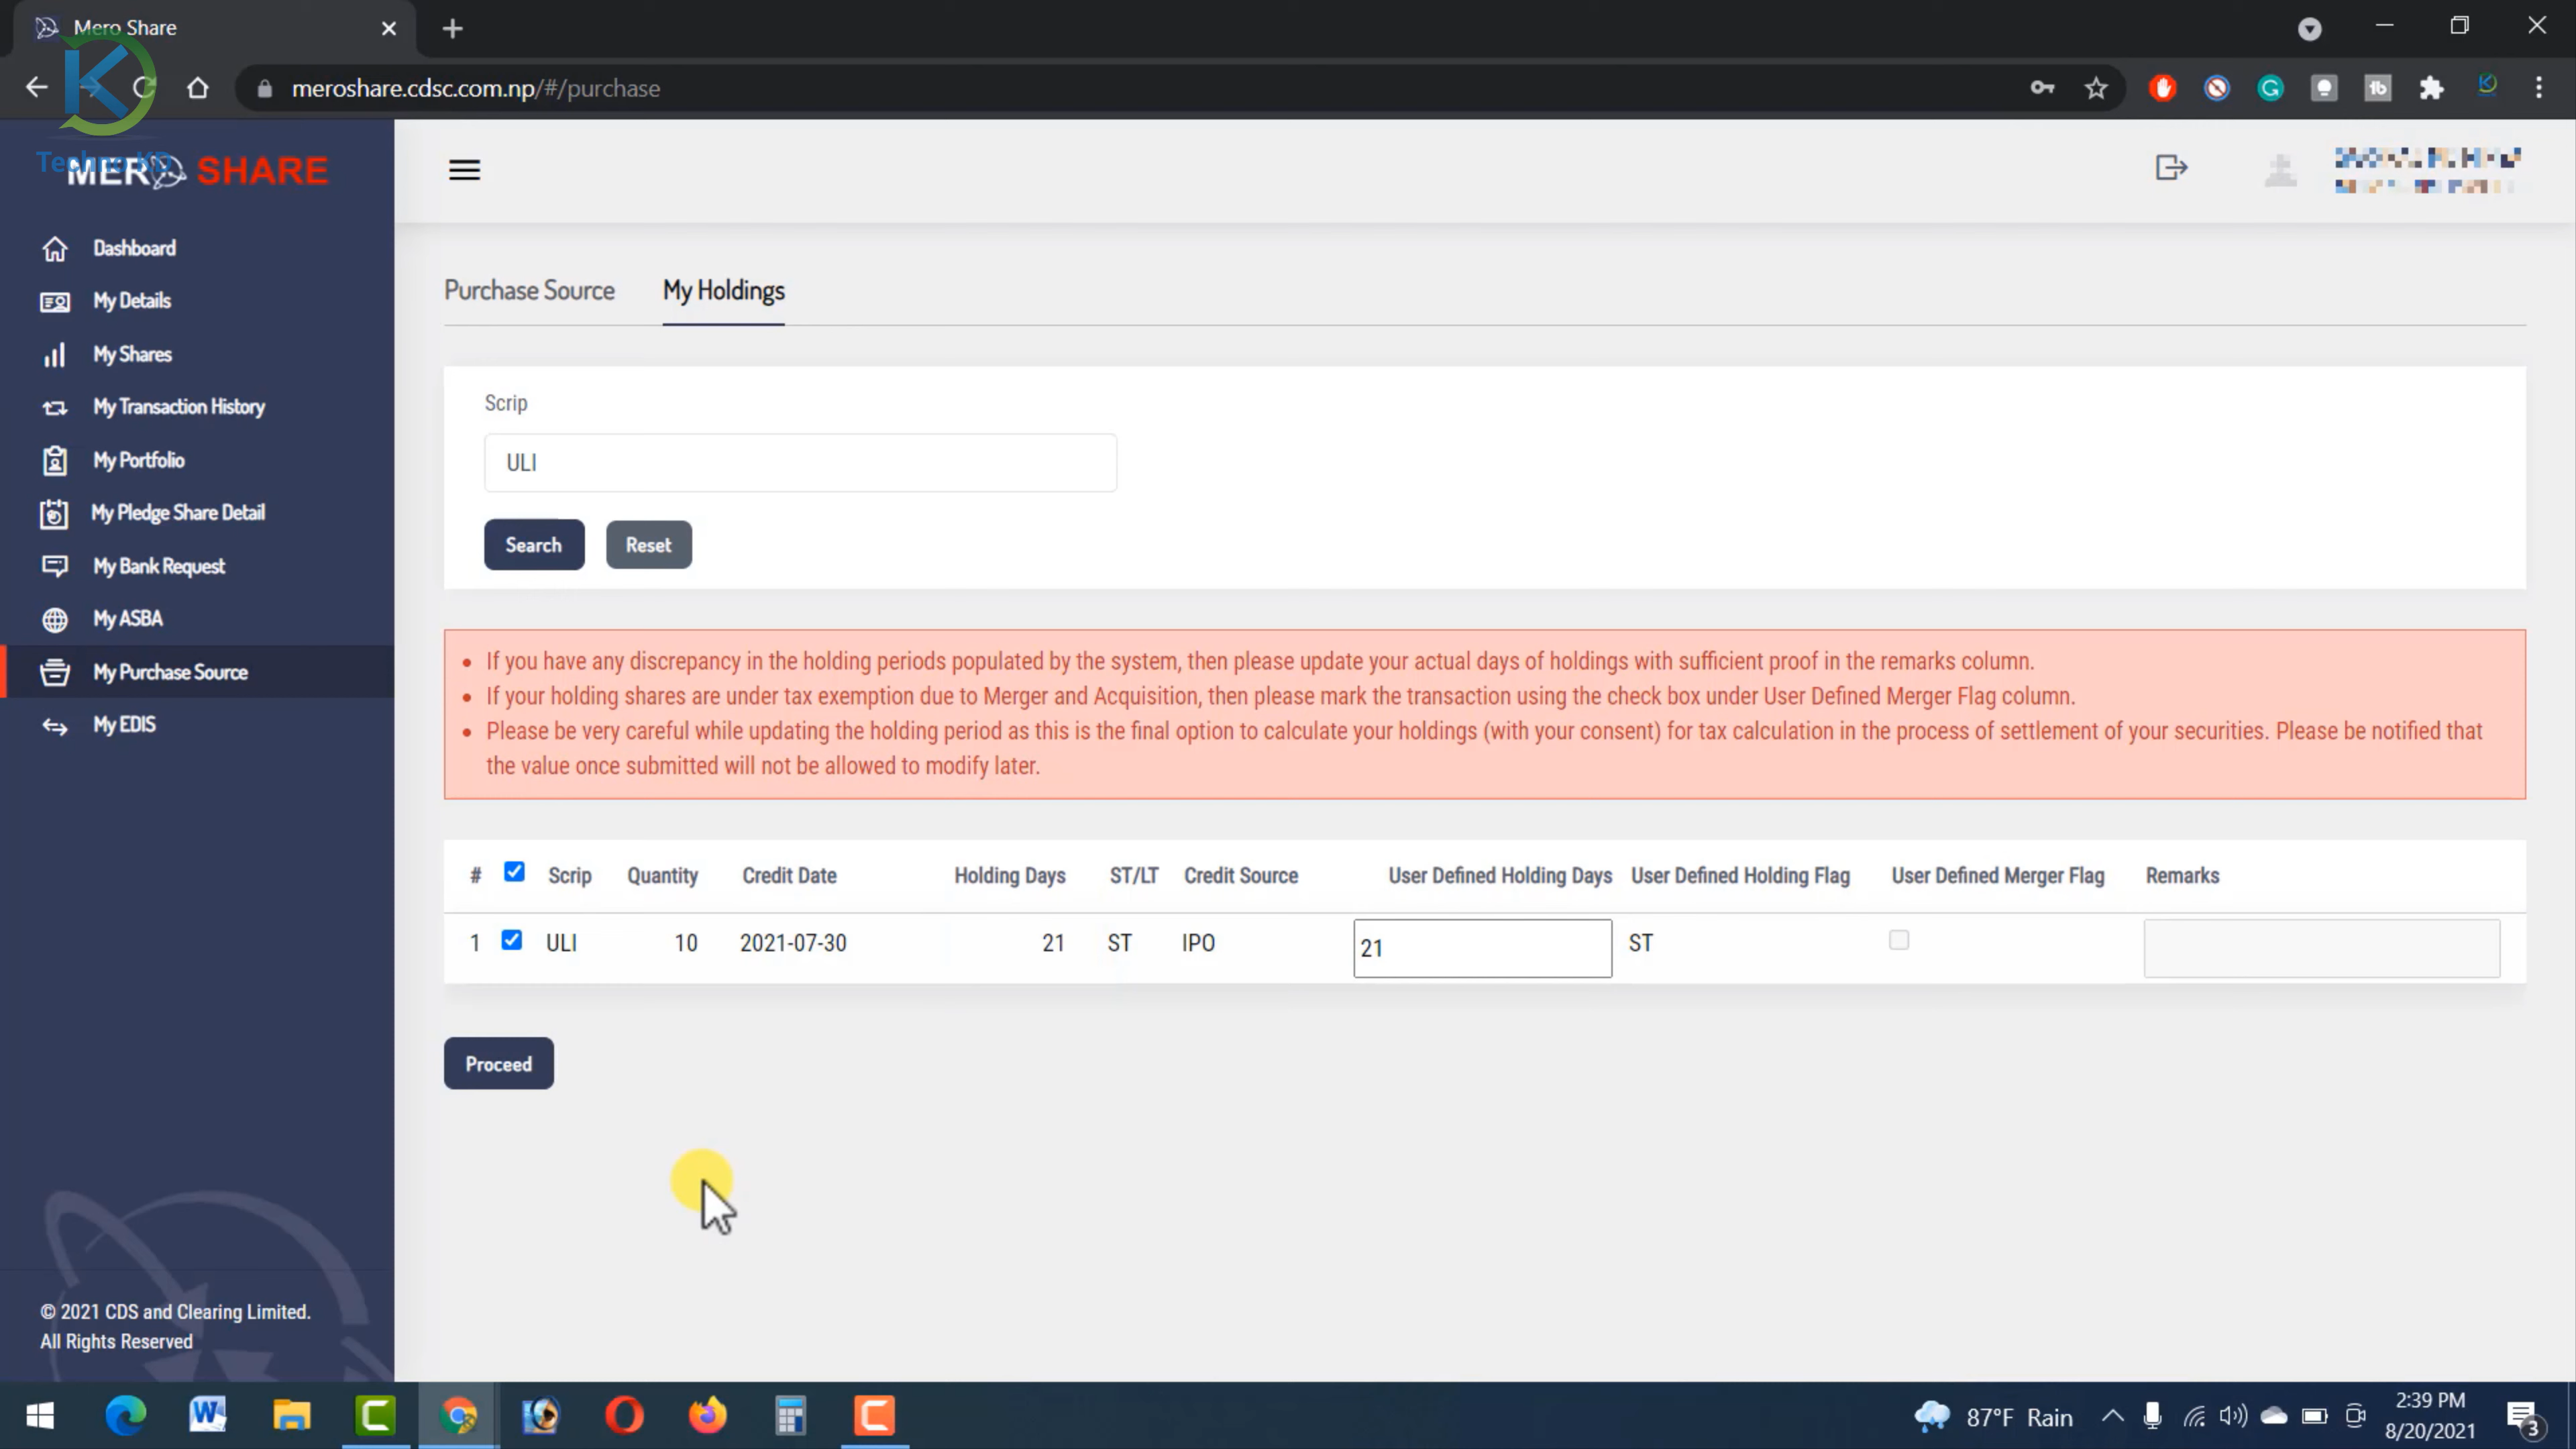 Mero Share
meroshare.cdsc.com.np/#/purchase
Techno KD
MERO SHARE
Dashboard
My Details
My Shares
My Transaction History
My Portfolio
My Pledge Share Detail
My Bank Request
My ASBA
My Purchase Source
My EDIS
© 2021 CDS and Clearing Limited.
All Rights Reserved
Purchase Source My Holdings
Scrip
ULI
Search Reset
If you have any discrepancy in the holding periods populated by the system, then please update your actual days of holdings with sufficient proof in the remarks column.
If your holding shares are under tax exemption due to Merger and Acquisition, then please mark the transaction using the check box under User Defined Merger Flag column.
Please be very careful while updating the holding period as this is the final option to calculate your holdings (with your consent) for tax calculation in the process of settlement of your securities. Please be notified that
the value once submitted will not be allowed to modify later.
# Scrip Quantity Credit Date Holding Days ST/LT Credit Source User Defined Holding Days User Defined Holding Flag User Defined Merger Flag Remarks
1 ULI 10 2021-07-30 21 ST IPO 21 ST
Proceed
87°F Rain
2:39 PM
8/20/2021
3